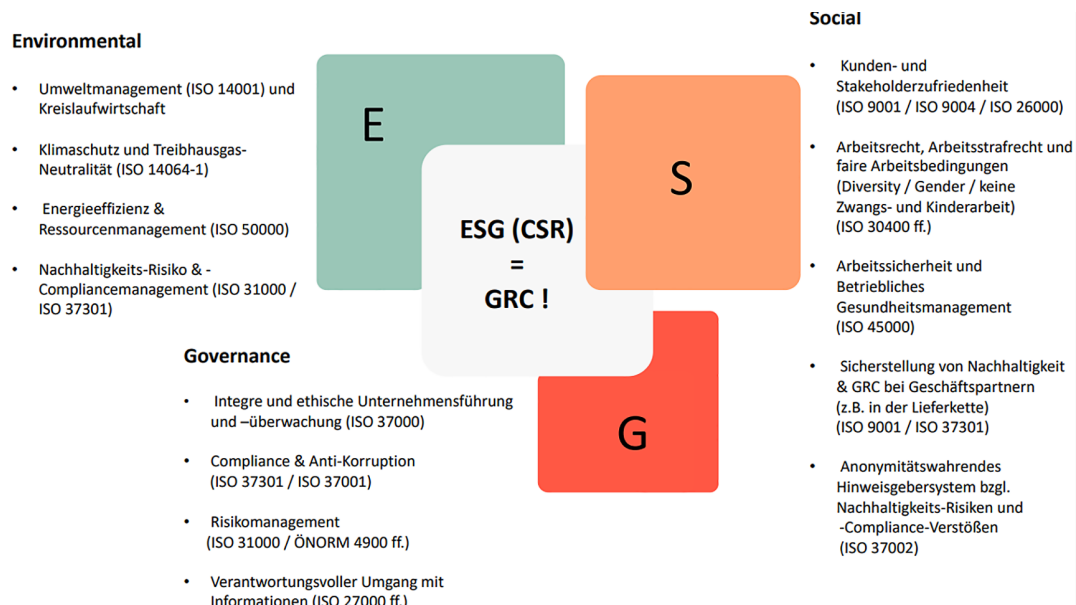 Environmental
• Umweltmanagement (ISO 14001) und
Kreislaufwirtschaft
• Klimaschutz und Treibhausgas-
Neutralität (ISO 14064-1)
• Energieeffizienz &
Ressourcenmanagement (ISO 50000)
• Nachhaltigkeits-Risiko & -
Compliancemanagement (ISO 31000 /
ISO 37301)
E
S
ESG (CSR)
=
GRC !
G
Governance
• Integre und ethische Unternehmensführung
und –überwachung (ISO 37000)
• Compliance & Anti-Korruption
(ISO 37301 / ISO 37001)
• Risikomanagement
(ISO 31000 / ÖNORM 4900 ff.)
• Verantwortungsvoller Umgang mit
Informationen (ISO 27000 ff.)
Social
• Kunden- und
Stakeholderzufriedenheit
(ISO 9001 / ISO 9004 / ISO 26000)
• Arbeitsrecht, Arbeitsstrafrecht und
faire Arbeitsbedingungen
(Diversity / Gender / keine
Zwangs- und Kinderarbeit)
(ISO 30400 ff.)
• Arbeitssicherheit und
Betriebliches
Gesundheitsmanagement
(ISO 45000)
• Sicherstellung von Nachhaltigkeit
& GRC bei Geschäftspartnern
(z.B. in der Lieferkette)
(ISO 9001 / ISO 37301)
• Anonymitätswahrendes
Hinweisgebersystem bzgl.
Nachhaltigkeits-Risiken und
-Compliance-Verstößen
(ISO 37002)